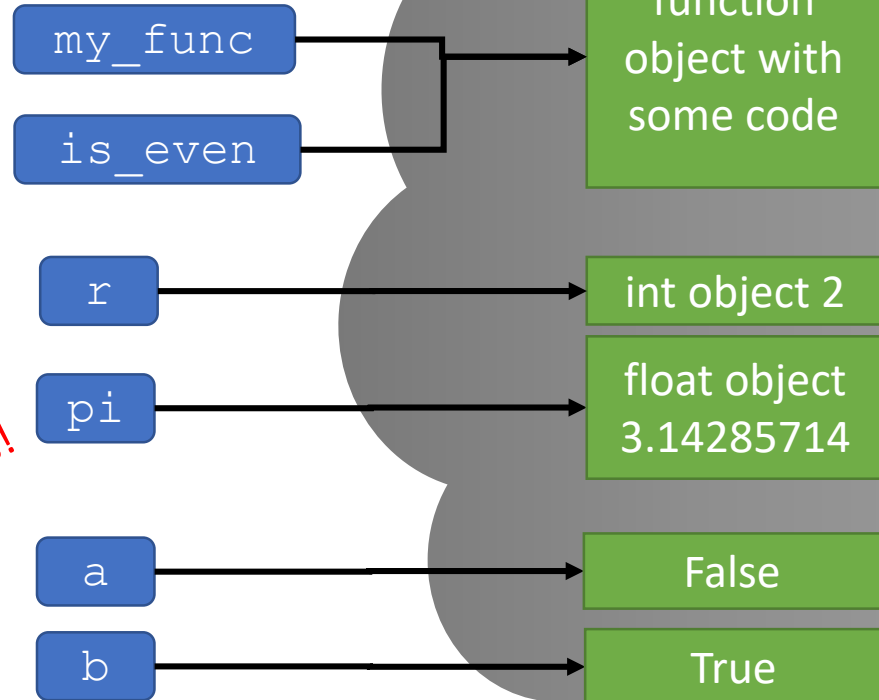 my_func
function
object with
some code
is_even
r
int object 2
pi
float object
3.14285714
a
False
b
True